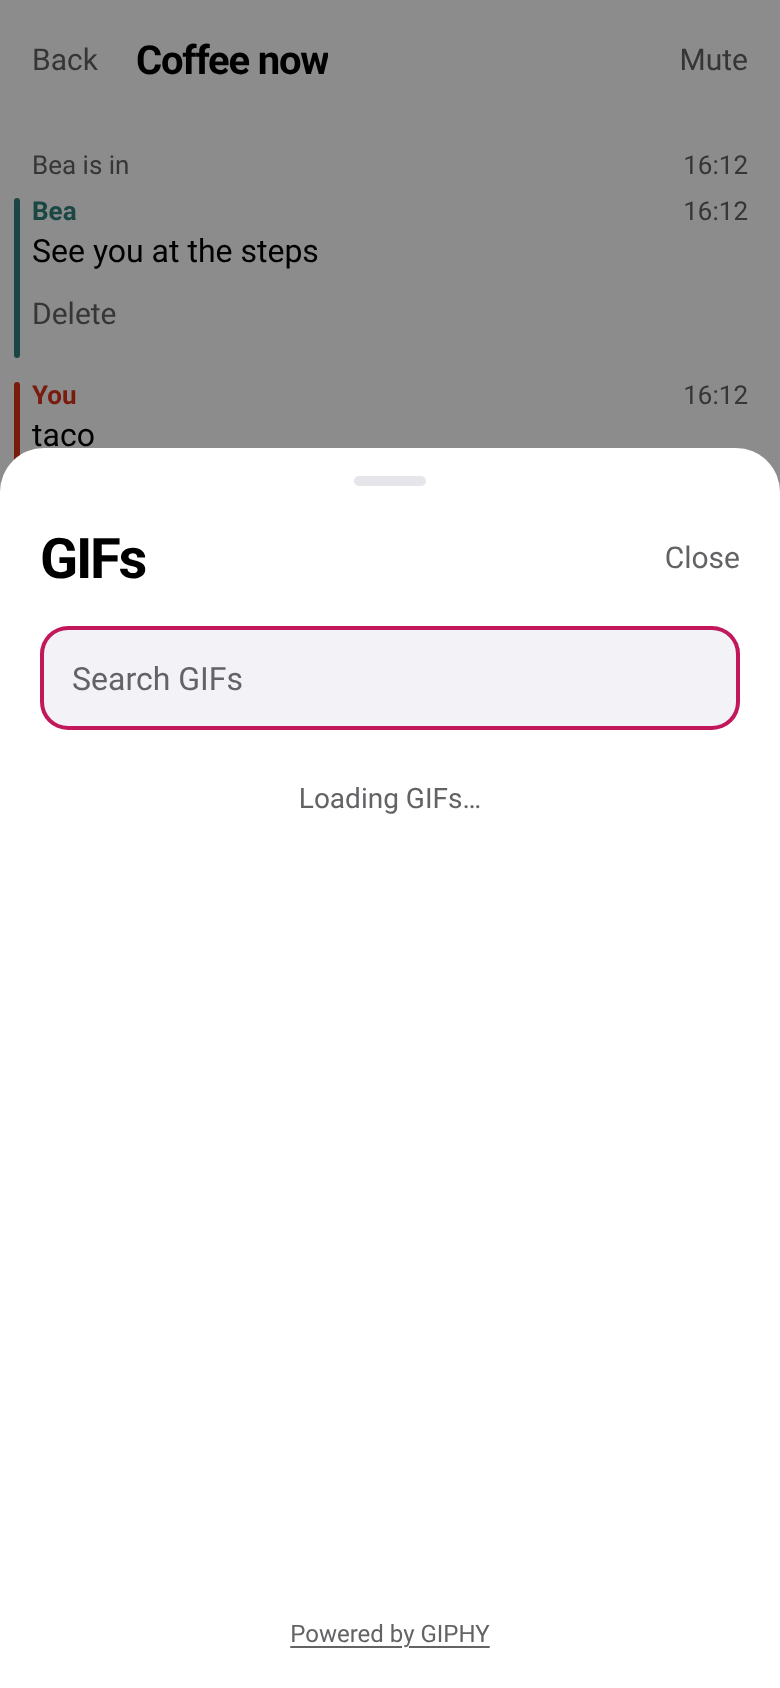 Back Coffee now Mute
Bea is in 16:12
Bea 16:12
See you at the steps
Delete
You 16:12
taco
GIFs Close
Search GIFs
Loading GIFs…
Powered by GIPHY